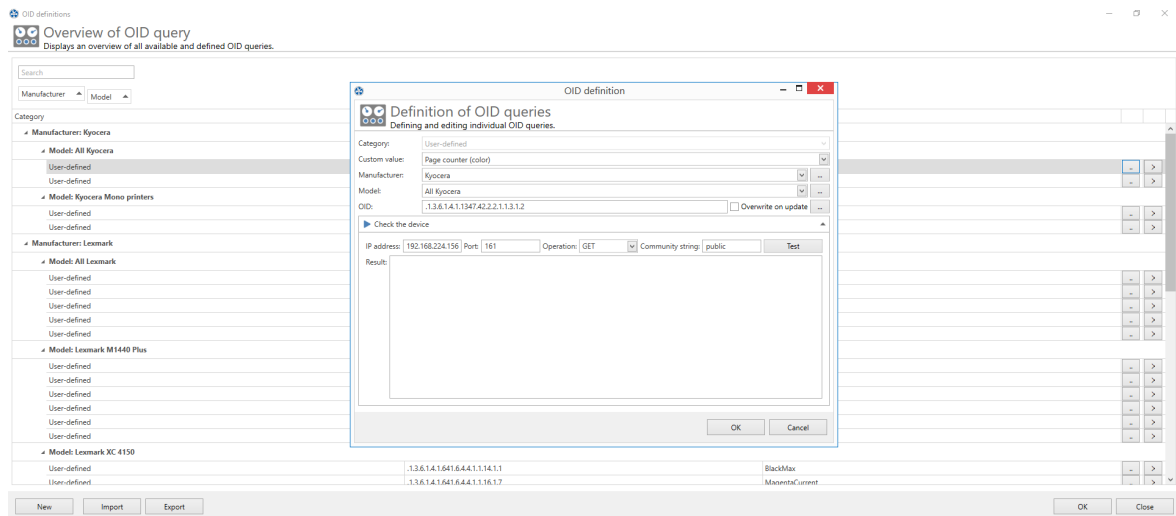 OID definitions
Overview of OID query
Displays an overview of all available and defined OID queries.
Search
Manufacturer Model
Category
Manufacturer: Kyocera
Model: All Kyocera
User-defined
User-defined
Model: Kyocera Mono printers
User-defined
User-defined
Manufacturer: Lexmark
Model: All Lexmark
User-defined
User-defined
User-defined
User-defined
User-defined
Model: Lexmark M1440 Plus
User-defined
User-defined
User-defined
User-defined
User-defined
User-defined
Model: Lexmark XC 4150
User-defined .1.3.6.1.4.1.641.6.4.4.1.1.14.1.1 BlackMax
User-defined .1.3.6.1.4.1.641.6.4.4.1.1.16.1.7 MagentaCurrent
OID definition
Definition of OID queries
Defining and editing individual OID queries.
Category: User-defined
Custom value: Page counter (color)
Manufacturer: Kyocera ...
Model: All Kyocera ...
OID: .1.3.6.1.4.1.1347.42.2.2.1.1.3.1.2 Overwrite on update ...
Check the device
IP address: 192.168.224.156 Port: 161 Operation: GET Community string: public Test
Result:
OK Cancel
New Import Export OK Close